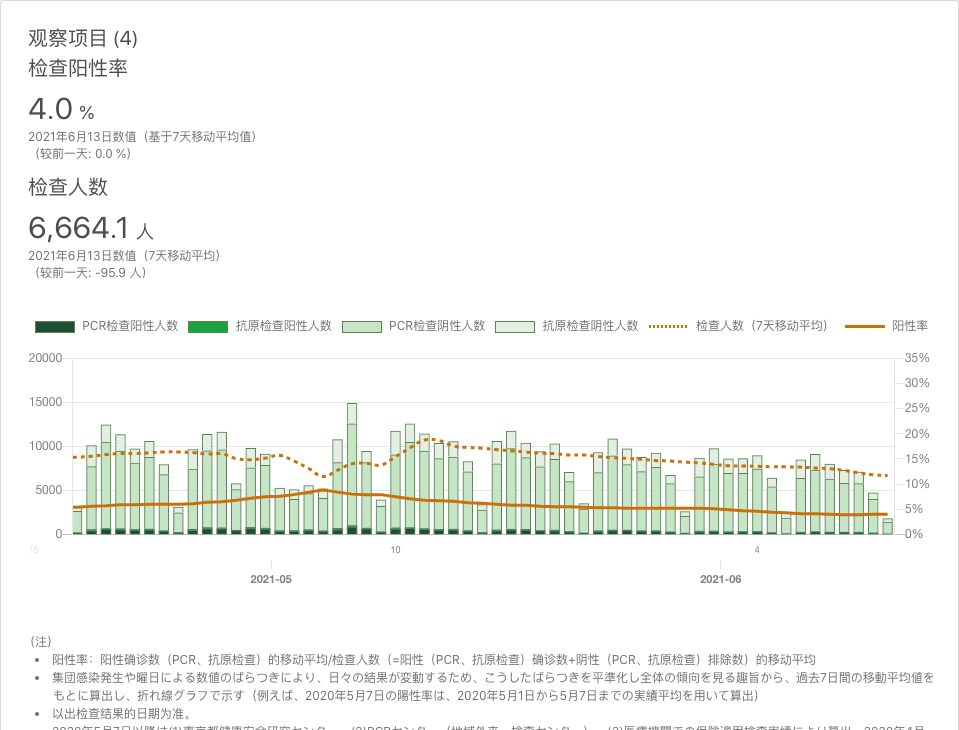 观察项目 (4)
检查阳性率
4.0 %
2021年6月13日数值（基于7天移动平均值）
（较前一天: 0.0 %）
检查人数
6,664.1 人
2021年6月13日数值（7天移动平均）
（较前一天: -95.9 人）
PCR检查阳性人数 抗原检查阳性人数 PCR检查阴性人数 抗原检查阴性人数 检查人数（7天移动平均） 阳性率
20000 35%
30%
15000 25%
20%
10000 15%
5000 10%
5%
0 0%
15 10 4
2021-05 2021-06
(注)
• 阳性率：阳性确诊数（PCR、抗原检查）的移动平均/检查人数（=阳性（PCR、抗原检查）确诊数+阴性（PCR、抗原检查）排除数）的移动平均
• 集団感染発生や曜日による数値のばらつきにより、日々の結果が変動するため、こうしたばらつきを平準化し全体の傾向を見る趣旨から、過去7日間の移動平均値を
もとに算出し、折れ線グラフで示す（例えば、2020年5月7日の陽性率は、2020年5月1日から5月7日までの実績平均を用いて算出）
• 以出检查结果的日期为准。